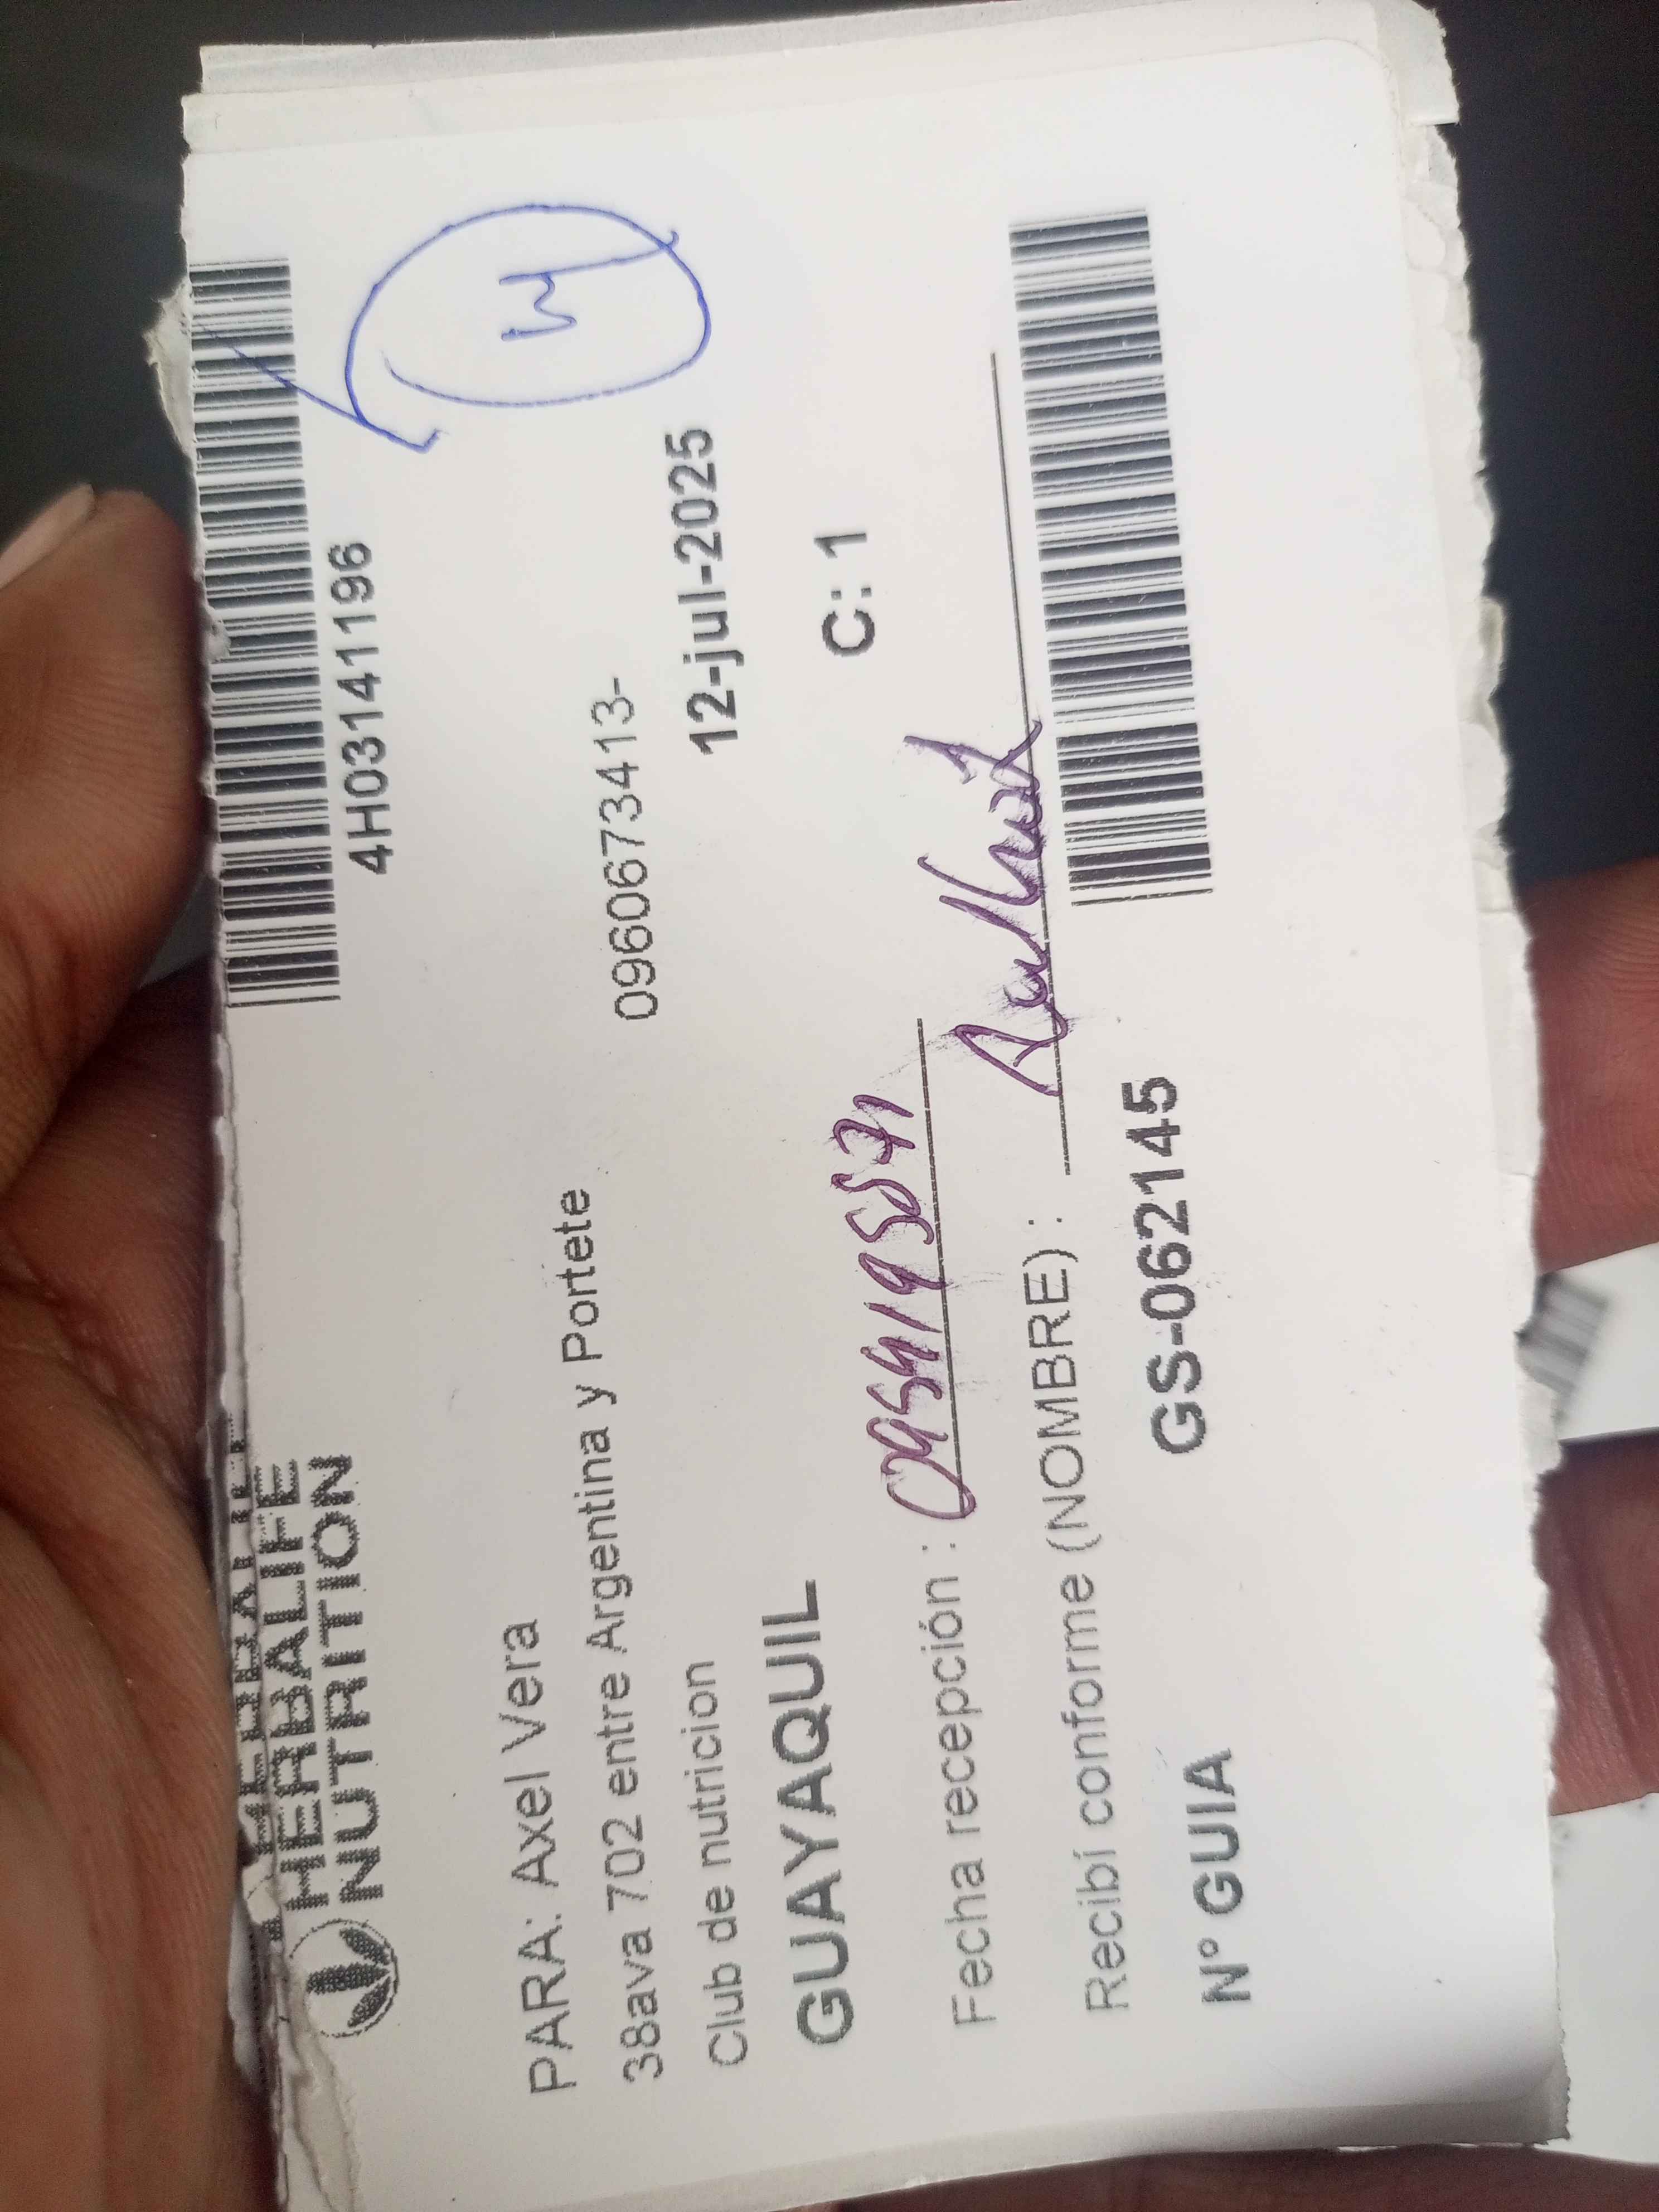 HERBALIFE
NUTRITION
4H03141196
PARA: Axel Vera
38ava 702 entre Argentina y Portete
0960673413-
Club de nutricion
12-jul-2025
GUAYAQUIL
C: 1
Fecha recepción :
Recibí conforme (NOMBRE) :
Nº GUIA
GS-062145